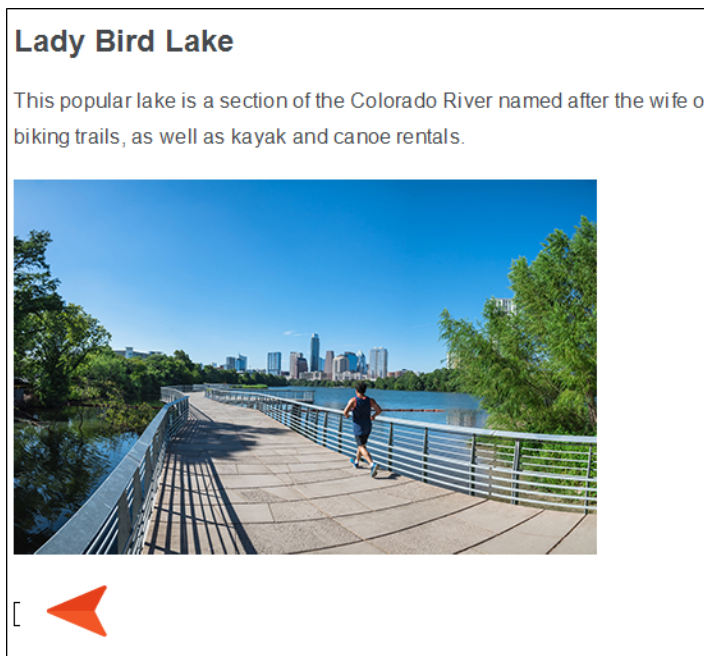 Lady Bird Lake
This popular lake is a section of the Colorado River named after the wife o
biking trails, as well as kayak and canoe rentals.